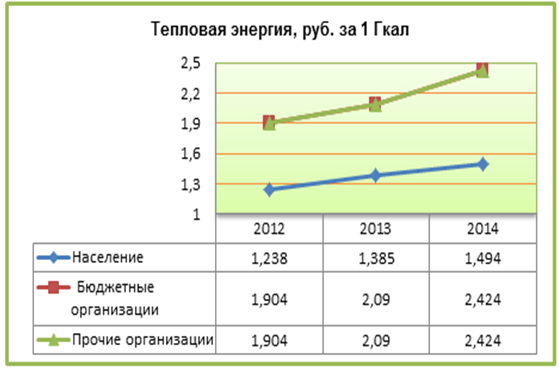 Тепловая энергия, руб. за 1 Гкал
2,5
2,2
1,9
1,6
1,3
1
2012 2013 2014
Население 1,238 1,385 1,494
Бюджетные
организации 1,904 2,09 2,424
Прочие организации 1,904 2,09 2,424